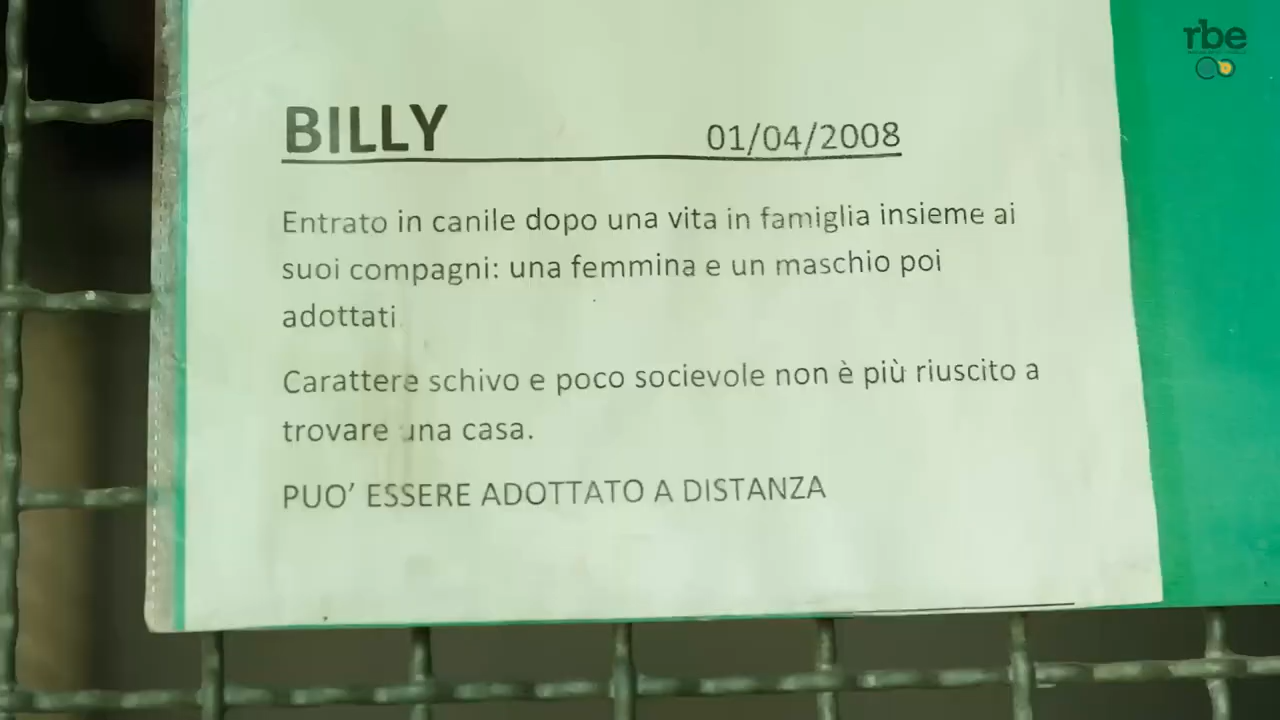 rbe
BILLY 01/04/2008
Entrato in canile dopo una vita in famiglia insieme ai
suoi compagni: una femmina e un maschio poi
adottati
Carattere schivo e poco socievole non è più riuscito a
trovare una casa.
PUO’ ESSERE ADOTTATO A DISTANZA